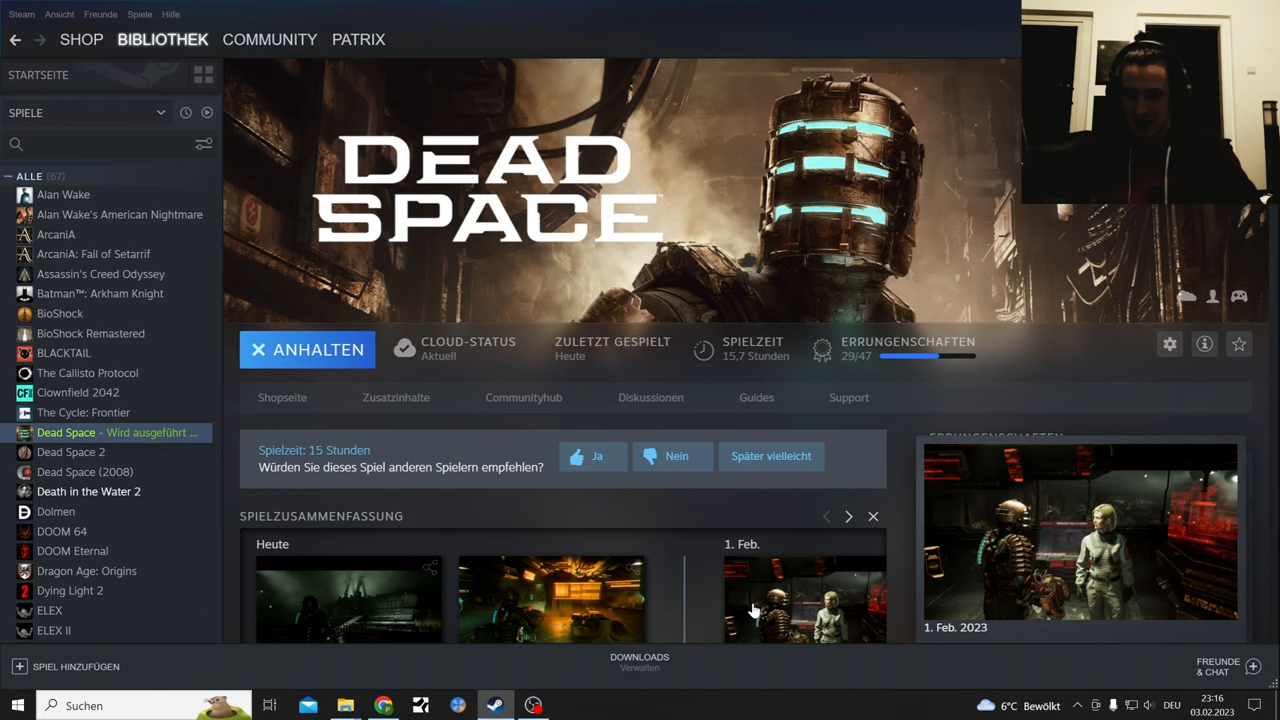 Steam Ansicht Freunde Spiele Hilfe
SHOP BIBLIOTHEK COMMUNITY PATRIX
STARTSEITE
SPIELE
ALLE (67)
Alan Wake
Alan Wake's American Nightmare
ArcaniA
ArcaniA: Fall of Setarrif
Assassin's Creed Odyssey
Batman™: Arkham Knight
BioShock
BioShock Remastered
BLACKTAIL
The Callisto Protocol
Clownfield 2042
The Cycle: Frontier
Dead Space - Wird ausgeführt ...
Dead Space 2
Dead Space (2008)
Death in the Water 2
Dolmen
DOOM 64
DOOM Eternal
Dragon Age: Origins
Dying Light 2
ELEX
ELEX II
SPIEL HINZUFÜGEN
DEAD
SPACE
ANHALTEN
CLOUD-STATUS
Aktuell
ZULETZT GESPIELT
Heute
SPIELZEIT
15,7 Stunden
ERRUNGENSCHAFTEN
29/47
Shopseite Zusatzinhalte Communityhub Diskussionen Guides Support
Spielzeit: 15 Stunden
Würden Sie dieses Spiel anderen Spielern empfehlen?
Ja Nein Später vielleicht
SPIELZUSAMMENFASSUNG
Heute
1. Feb.
ERRUNGENSCHAFTEN
1. Feb. 2023
DOWNLOADS
Verwalten
FREUNDE
& CHAT
Suchen
6°C Bewölkt
DEU
23:16
03.02.2023